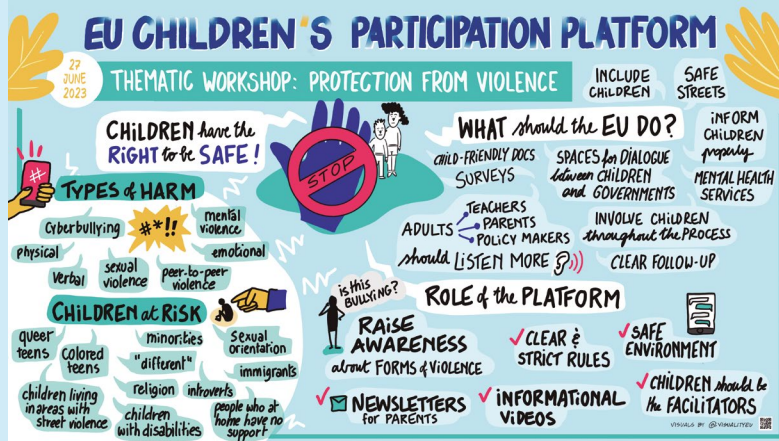 EU CHILDREN'S PARTICIPATION PLATFORM
27
JUNE
2023
THEMATIC WORKSHOP: PROTECTION FROM VIOLENCE
CHILDREN have the
RIGHT to be SAFE!
STOP
#
TYPES of HARM
Cyberbullying
#*!!
mental
violence
physical
emotional
Verbal
sexual
violence
peer-to-peer
violence
CHILDREN at RISK
queer
teens
Colored
teens
minorities
"different"
Sexual
orientation
immigrants
religion
introverts
children living
in areas with
street violence
children
with disabilities
people who at
home have no
support
WHAT should the EU DO?
INCLUDE
CHILDREN
SAFE
STREETS
INFORM
CHILDREN
properly
CHILD-FRIENDLY DOCS
SURVEYS
SPACES for DIALOGUE
between CHILDREN
and GOVERNMENTS
MENTAL HEALTH
SERVICES
ADULTS
TEACHERS
PARENTS
POLICY MAKERS
should LISTEN MORE
INVOLVE CHILDREN
throughout the PROCESS
CLEAR FOLLOW-UP
is this
BULLYING?
ROLE of the PLATFORM
RAISE
AWARENESS
about FORMS of VIOLENCE
CLEAR &
STRICT RULES
SAFE
ENVIRONMENT
NEWSLETTERS
for PARENTS
INFORMATIONAL
VIDEOS
CHILDREN should be
the FACILITATORS
VISUALS BY @VISUALITYEU